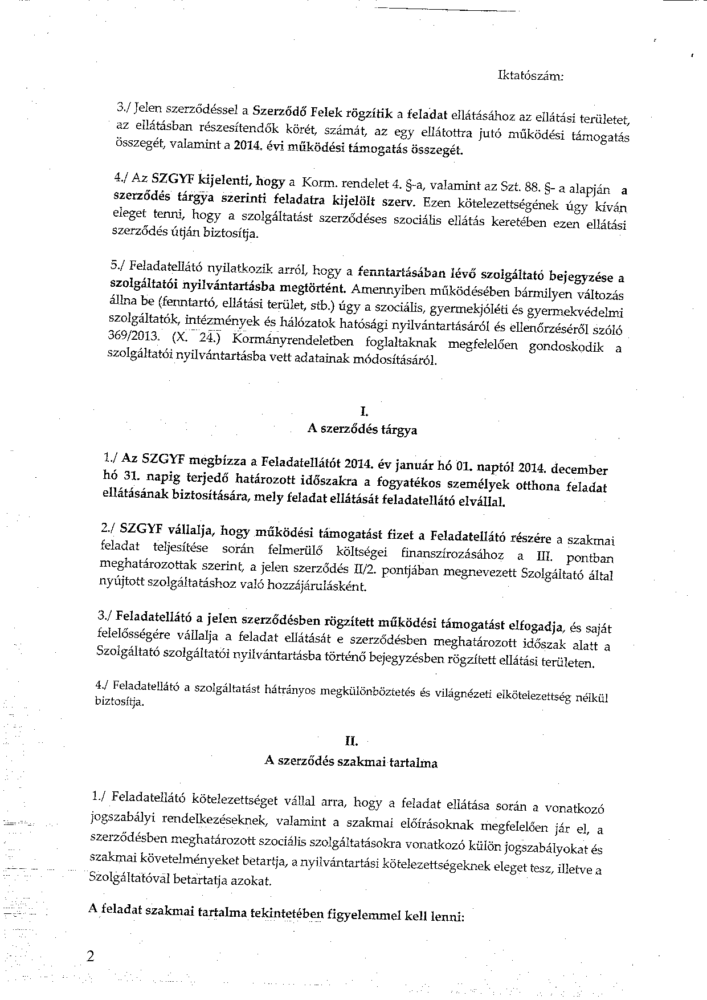 Iktatószám:
3./ Jelen szerződéssel a Szerződő Felek rögzítik a feladat ellátásához az ellátási területet,
az ellátásban részesítendők körét, számát, az egy ellátottra jutó működési támogatás
összegét, valamint a 2014. évi működési támogatás összegét.
4./ Az SZGYF kijelenti, hogy a Korm. rendelet 4. §-a, valamint az Szt. 88. §- a alapján a
szerződés tárgya szerinti feladatra kijelölt szerv. Ezen kötelezettségének úgy kíván
eleget tenni, hogy a szolgáltatást szerződéses szociális ellátás keretében ezen ellátási
szerződés útján biztosítja.
5./ Feladatellátó nyilatkozik arról, hogy a fenntartásában lévő szolgáltató bejegyzése a
szolgáltatói nyilvántartásba megtörtént. Amennyiben működésében bármilyen változás
állna be (fenntartó, ellátási terület, stb.) úgy a szociális, gyermekjóléti és gyermekvédelmi
szolgáltatók, intézmények és hálózatok hatósági nyilvántartásáról és ellenőrzéséről szóló
369/2013. (X. 24.) Kormányrendeletben foglaltaknak megfelelően gondoskodik a
szolgáltatói nyilvántartásba vett adatainak módosításáról.
I.
A szerződés tárgya
1./ Az SZGYF megbízza a Feladatellátót 2014. év január hó 01. naptól 2014. december
hó 31. napig terjedő határozott időszakra a fogyatékos személyek otthona feladat
ellátásának biztosítására, mely feladat ellátását feladatellátó elvállal.
2./ SZGYF vállalja, hogy működési támogatást fizet a Feladatellátó részére a szakmai
feladat teljesítése során felmerülő költségei finanszírozásához a III. pontban
meghatározottak szerint, a jelen szerződés II/2. pontjában megnevezett Szolgáltató által
nyújtott szolgáltatáshoz való hozzájárulásként.
3./ Feladatellátó a jelen szerződésben rögzített működési támogatást elfogadja, és saját
felelősségére vállalja a feladat ellátását e szerződésben meghatározott időszak alatt a
Szolgáltató szolgáltatói nyilvántartásba történő bejegyzésben rögzített ellátási területen.
4./ Feladatellátó a szolgáltatást hátrányos megkülönböztetés és világnézeti elkötelezettség nélkül
biztosítja.
II.
A szerződés szakmai tartalma
1./ Feladatellátó kötelezettséget vállal arra, hogy a feladat ellátása során a vonatkozó
jogszabályi rendelkezéseknek, valamint a szakmai előírásoknak megfelelően jár el, a
szerződésben meghatározott szociális szolgáltatásokra vonatkozó külön jogszabályokat és
szakmai követelményeket betartja, a nyilvántartási kötelezettségeknek eleget tesz, illetve a
Szolgáltatóval betartatja azokat.
A feladat szakmai tartalma tekintetében figyelemmel kell lenni:
2